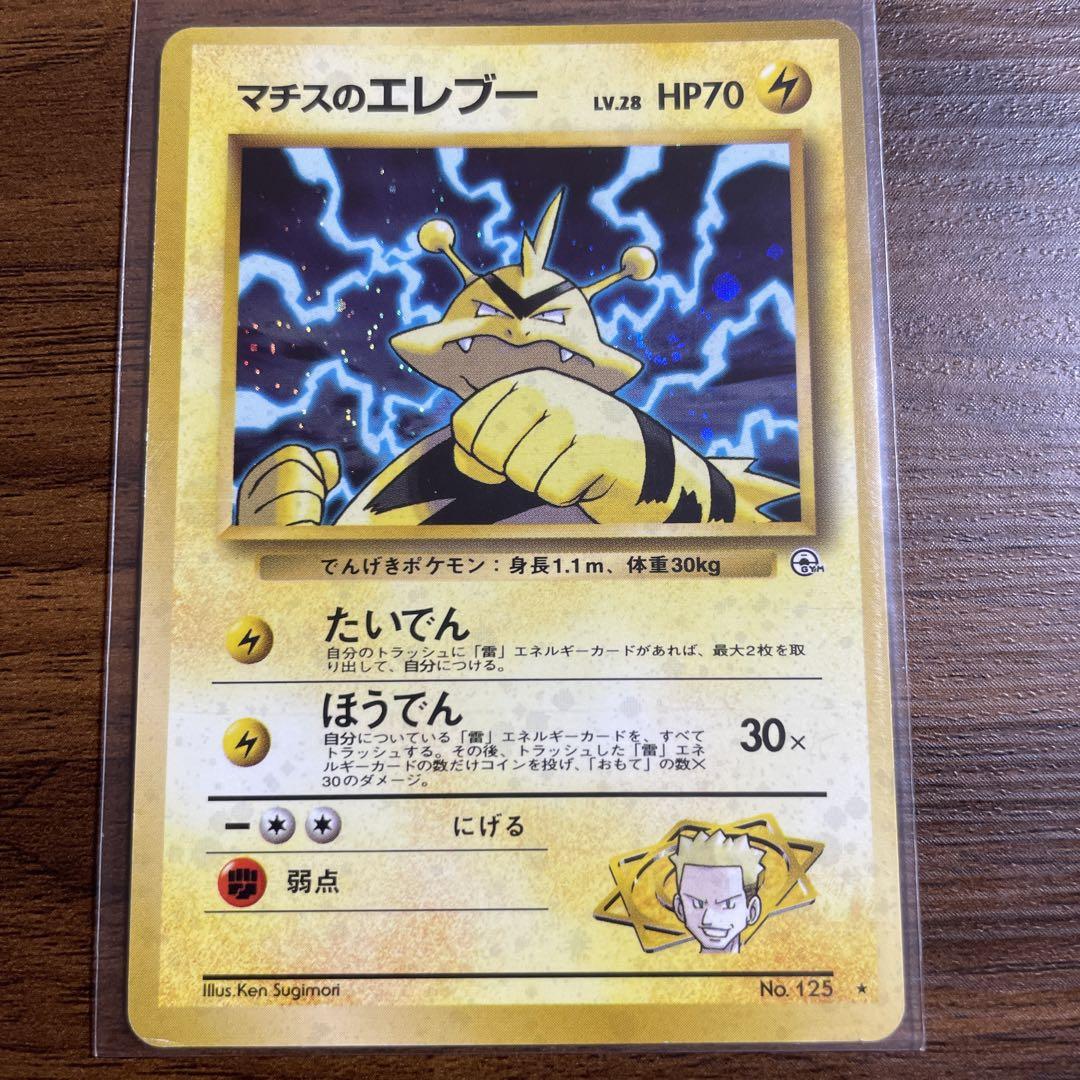 マチスのエレブー LV.28 HP70
でんげきポケモン：身長1.1m、体重30kg
GYM
たいでん
自分のトラッシュに「雷」エネルギーカードがあれば、最大2枚を取
り出して、自分につける。
ほうでん
自分についている「雷」エネルギーカードを、すべて
トラッシュする。その後、トラッシュした「雷」エネ
ルギーカードの数だけコインを投げ、「おもて」の数×
30のダメージ。
30×
にげる
弱点
Illus.Ken Sugimori No. 125 ★